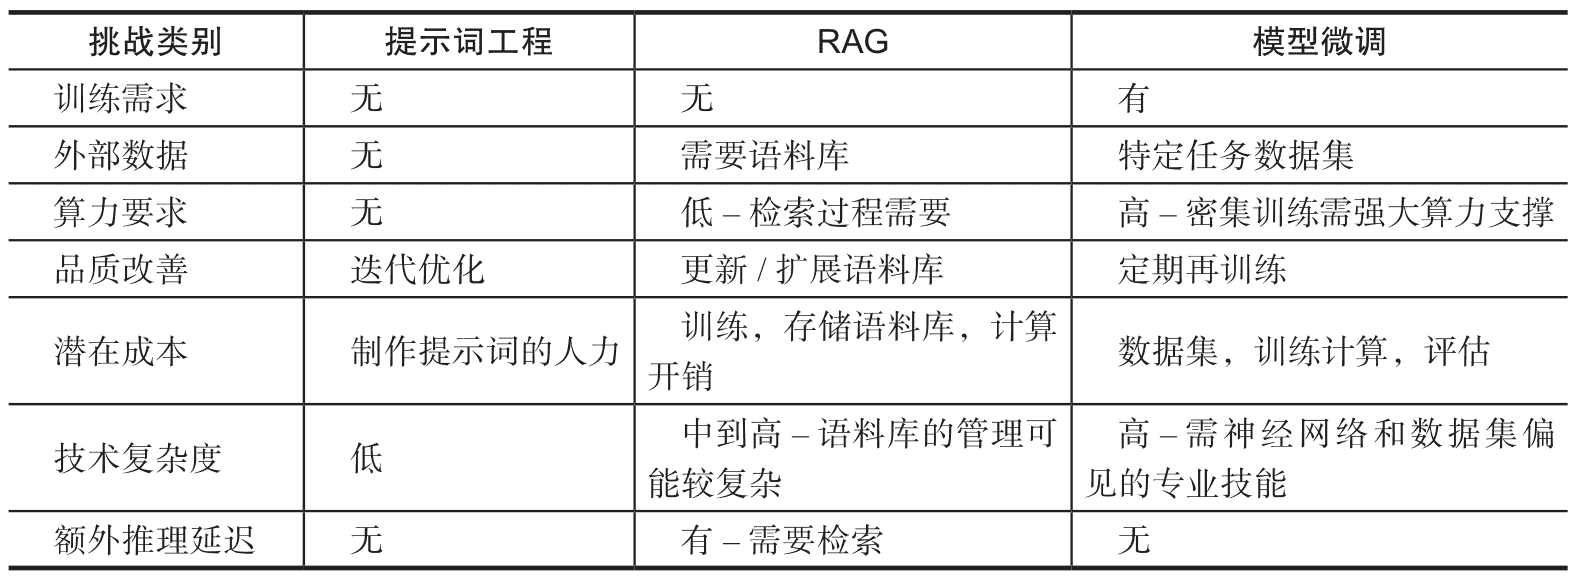 挑战类别 提示词工程 RAG 模型微调
训练需求 无 无 有
外部数据 无 需要语料库 特定任务数据集
算力要求 无 低 – 检索过程需要 高 – 密集训练需强大算力支撑
品质改善 迭代优化 更新 / 扩展语料库 定期再训练
潜在成本 制作提示词的人力 训练，存储语料库，计算
开销 数据集，训练计算，评估
技术复杂度 低 中到高 – 语料库的管理可
能较复杂 高 – 需神经网络和数据集偏
见的专业技能
额外推理延迟 无 有 – 需要检索 无